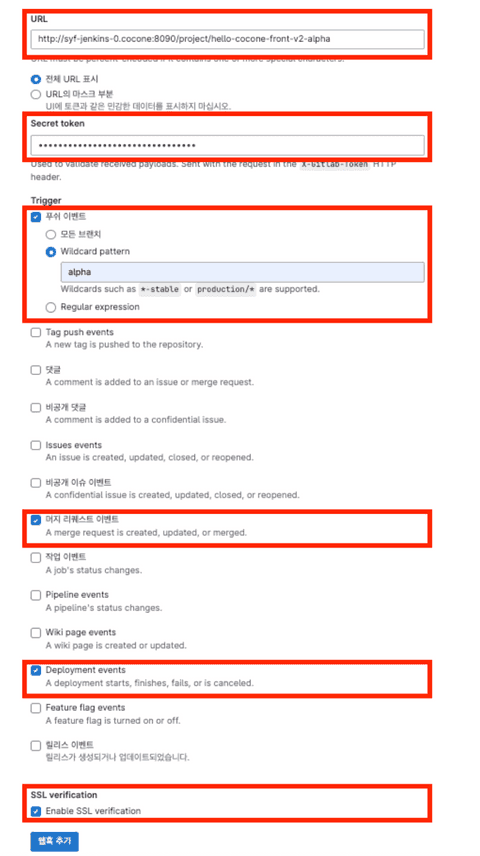 URL
http://syf-jenkins-0.cocone:8090/project/hello-cocone-front-v2-alpha
URL must be percent-encoded if it contains one or more special characters.
전체 URL 표시
URL의 마스크 부분
UI에 토큰과 같은 민감한 데이터를 표시하지 마십시오.
Secret token
••••••••••••••••••••••••••••••••
Used to validate received payloads. Sent with the request in the X-Gitlab-Token HTTP
header.
Trigger
푸쉬 이벤트
모든 브랜치
Wildcard pattern
alpha
Wildcards such as *-stable or production/* are supported.
Regular expression
Tag push events
A new tag is pushed to the repository.
댓글
A comment is added to an issue or merge request.
비공개 댓글
A comment is added to a confidential issue.
Issues events
An issue is created, updated, closed, or reopened.
비공개 이슈 이벤트
A confidential issue is created, updated, closed, or reopened.
머지 리퀘스트 이벤트
A merge request is created, updated, or merged.
작업 이벤트
A job's status changes.
Pipeline events
A pipeline's status changes.
Wiki page events
A wiki page is created or updated.
Deployment events
A deployment starts, finishes, fails, or is canceled.
Feature flag events
A feature flag is turned on or off.
릴리스 이벤트
릴리스가 생성되거나 업데이트되었습니다.
SSL verification
Enable SSL verification
웹훅 추가